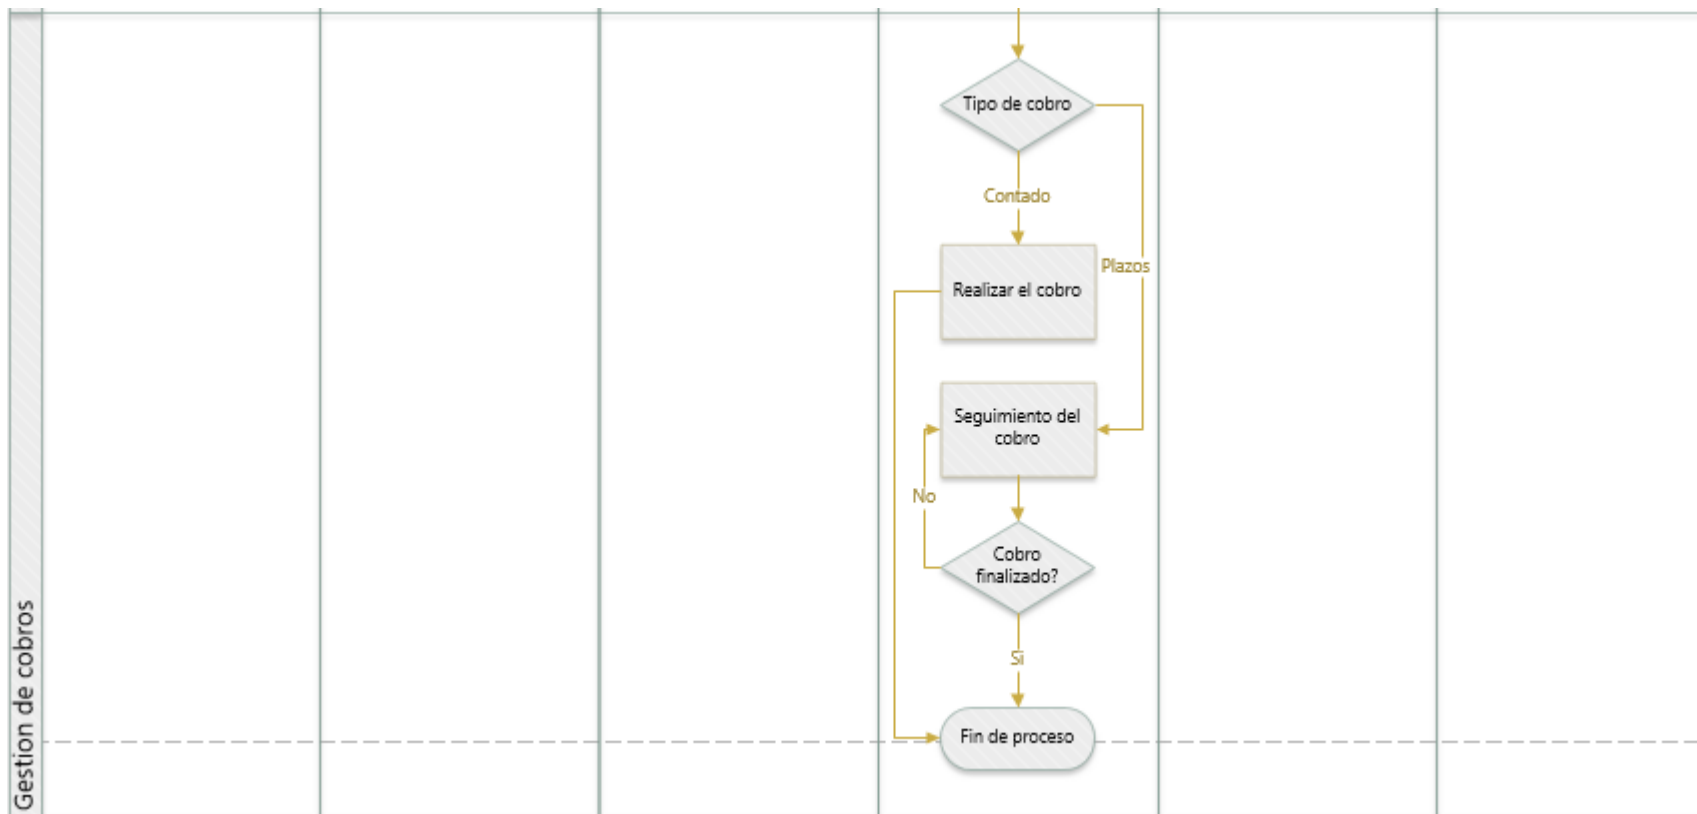 Tipo de cobro
Contado
Plazos
Realizar el cobro
Seguimiento del
cobro
No
Cobro
finalizado?
Si
Fin de proceso
Gestion de cobros